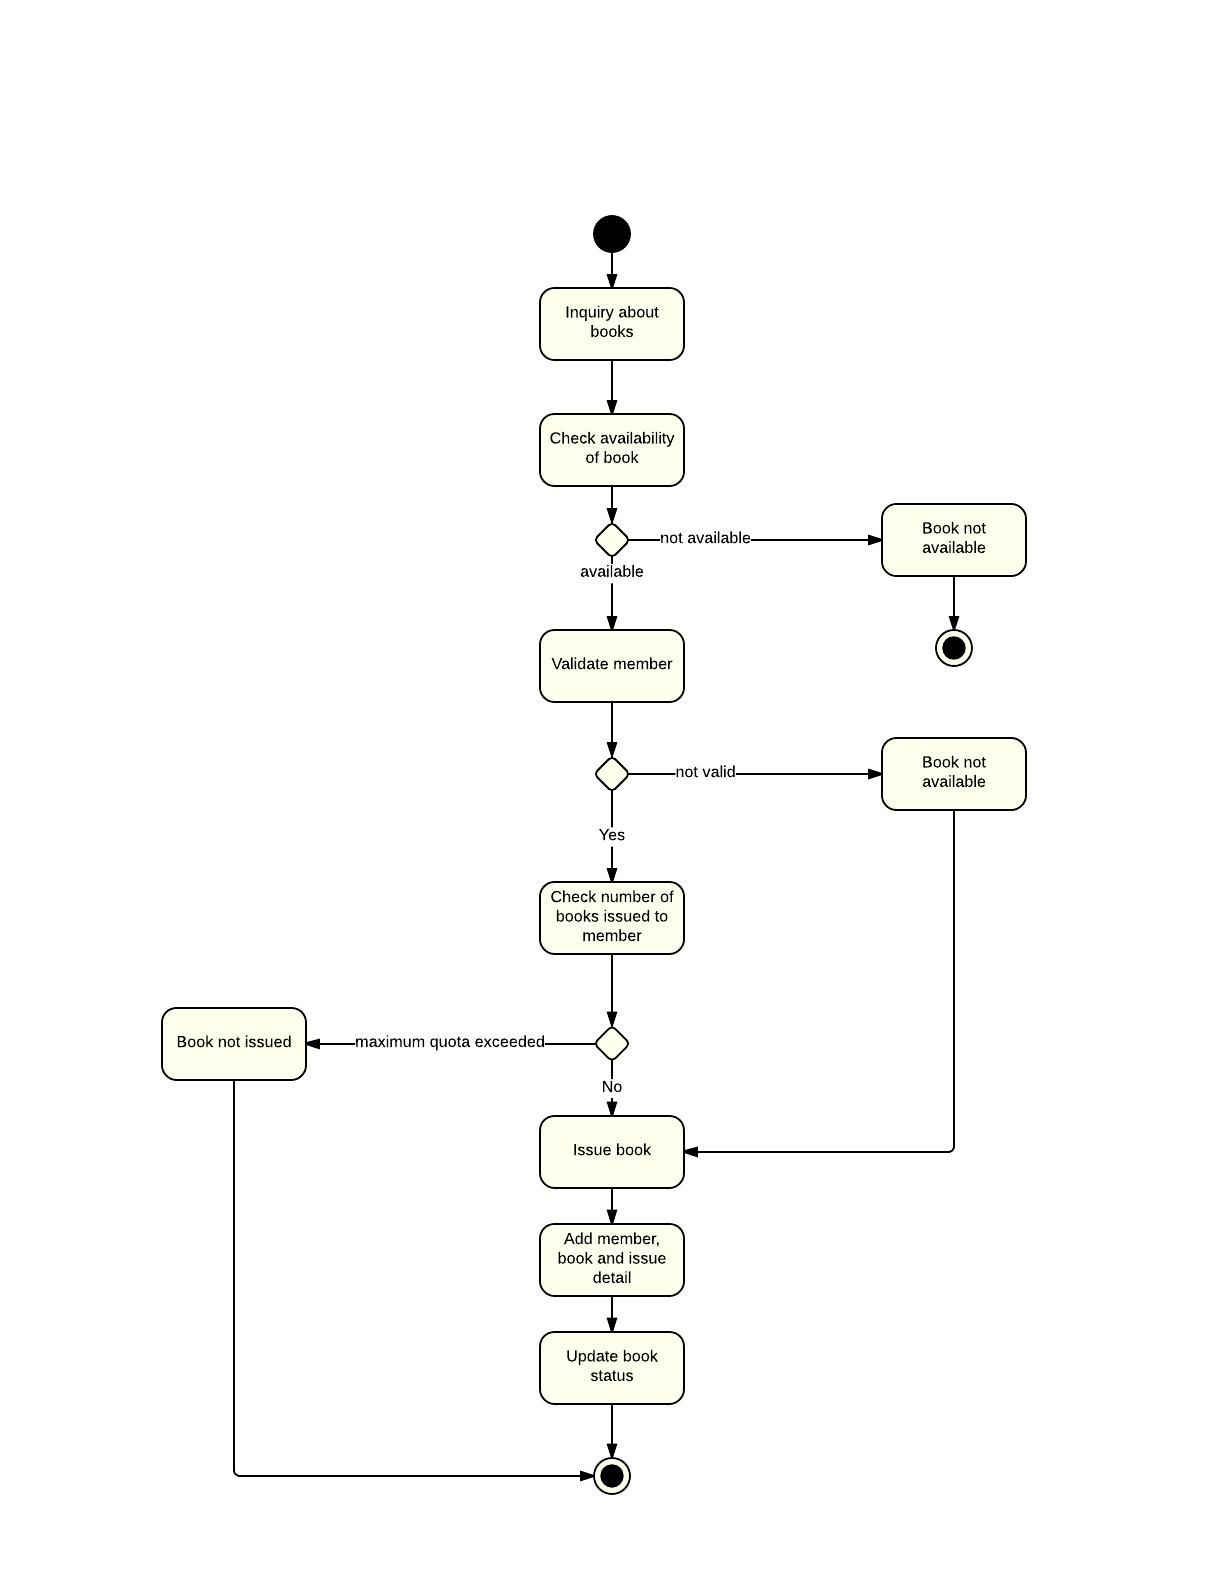 Inquiry about
books
Check availability
of book
not available
Book not
available
available
Validate member
not valid
Book not
available
Yes
Check number of
books issued to
member
Book not issued
maximum quota exceeded
No
Issue book
Add member,
book and issue
detail
Update book
status